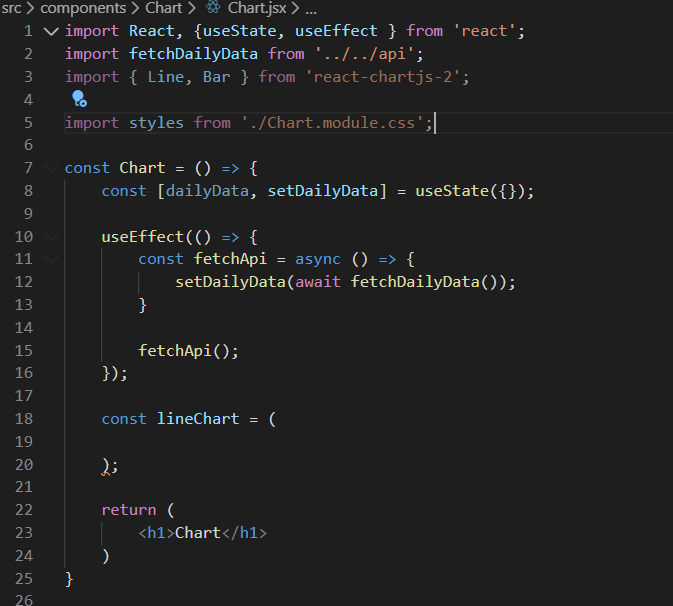 src > components > Chart > Chart.jsx > ...
1 import React, {useState, useEffect } from 'react';
2 import fetchDailyData from '../../api';
3 import { Line, Bar } from 'react-chartjs-2';
4
5 import styles from './Chart.module.css';
6
7 const Chart = () => {
8 const [dailyData, setDailyData] = useState({});
9
10 useEffect(() => {
11 const fetchApi = async () => {
12 setDailyData(await fetchDailyData());
13 }
14
15 fetchApi();
16 });
17
18 const lineChart = (
19
20 );
21
22 return (
23 <h1>Chart</h1>
24 )
25 }
26